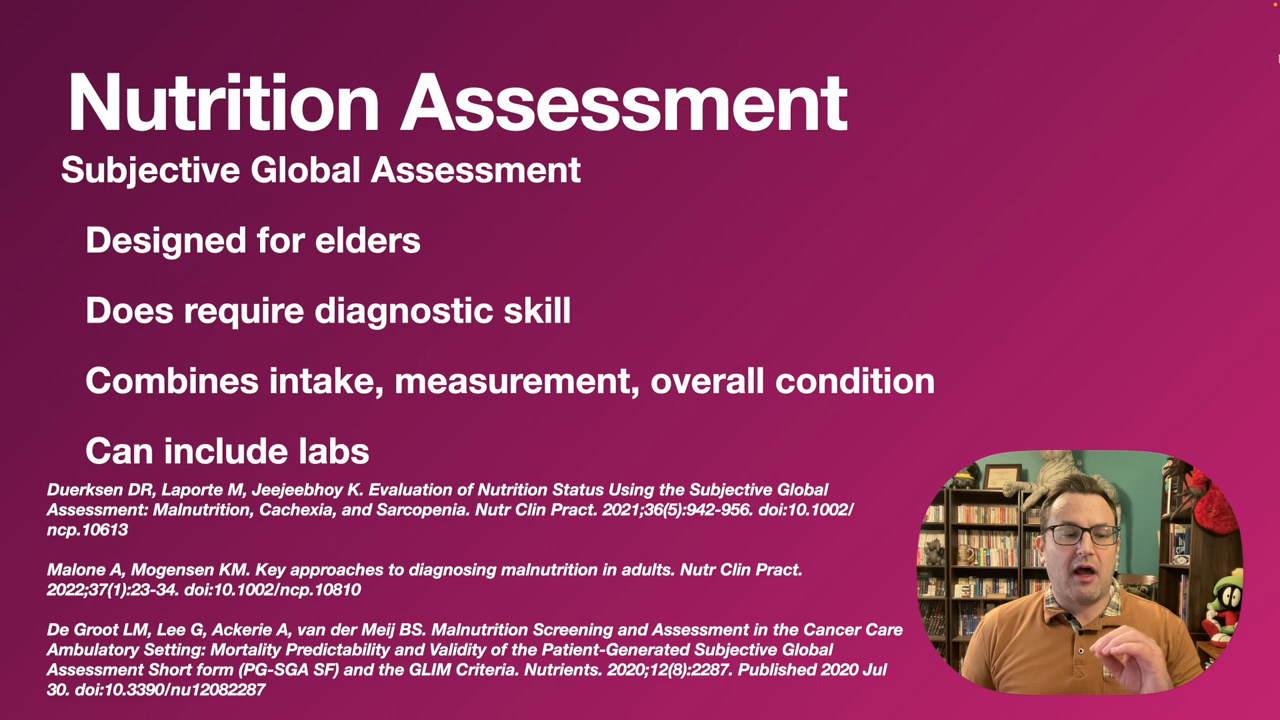 Nutrition Assessment
Subjective Global Assessment
Designed for elders
Does require diagnostic skill
Combines intake, measurement, overall condition
Can include labs
Duerksen DR, Laporte M, Jeejeebhoy K. Evaluation of Nutrition Status Using the Subjective Global
Assessment: Malnutrition, Cachexia, and Sarcopenia. Nutr Clin Pract. 2021;36(5):942-956. doi:10.1002/
ncp.10613
Malone A, Mogensen KM. Key approaches to diagnosing malnutrition in adults. Nutr Clin Pract.
2022;37(1):23-34. doi:10.1002/ncp.10810
De Groot LM, Lee G, Ackerie A, van der Meij BS. Malnutrition Screening and Assessment in the Cancer Care
Ambulatory Setting: Mortality Predictability and Validity of the Patient-Generated Subjective Global
Assessment Short form (PG-SGA SF) and the GLIM Criteria. Nutrients. 2020;12(8):2287. Published 2020 Jul
30. doi:10.3390/nu12082287